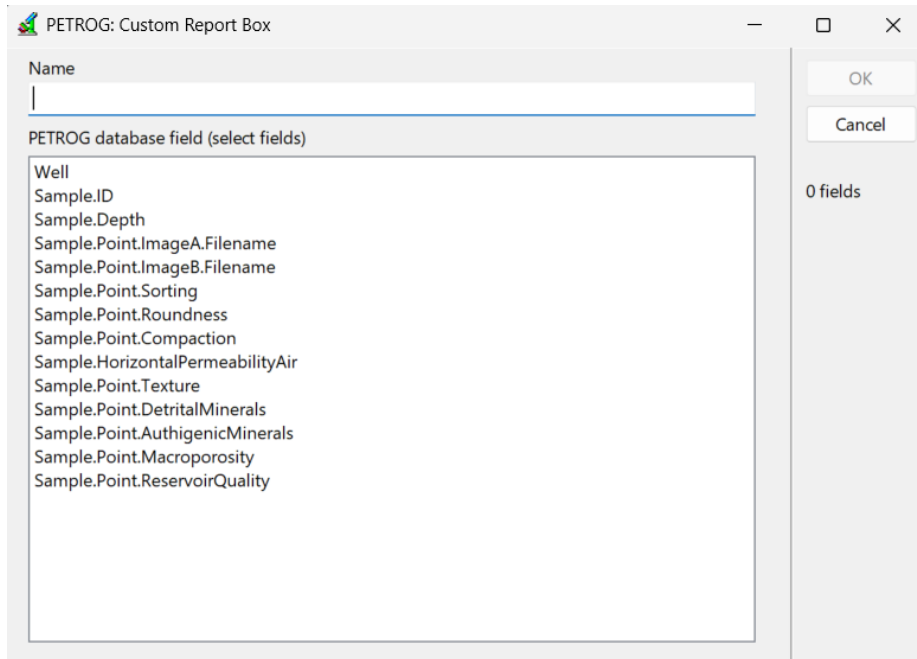 PETROG: Custom Report Box
Name
OK
Cancel
PETROG database field (select fields)
0 fields
Well
Sample.ID
Sample.Depth
Sample.Point.ImageA.Filename
Sample.Point.ImageB.Filename
Sample.Point.Sorting
Sample.Point.Roundness
Sample.Point.Compaction
Sample.HorizontalPermeabilityAir
Sample.Point.Texture
Sample.Point.DetritalMinerals
Sample.Point.AuthigenicMinerals
Sample.Point.Macroporosity
Sample.Point.ReservoirQuality